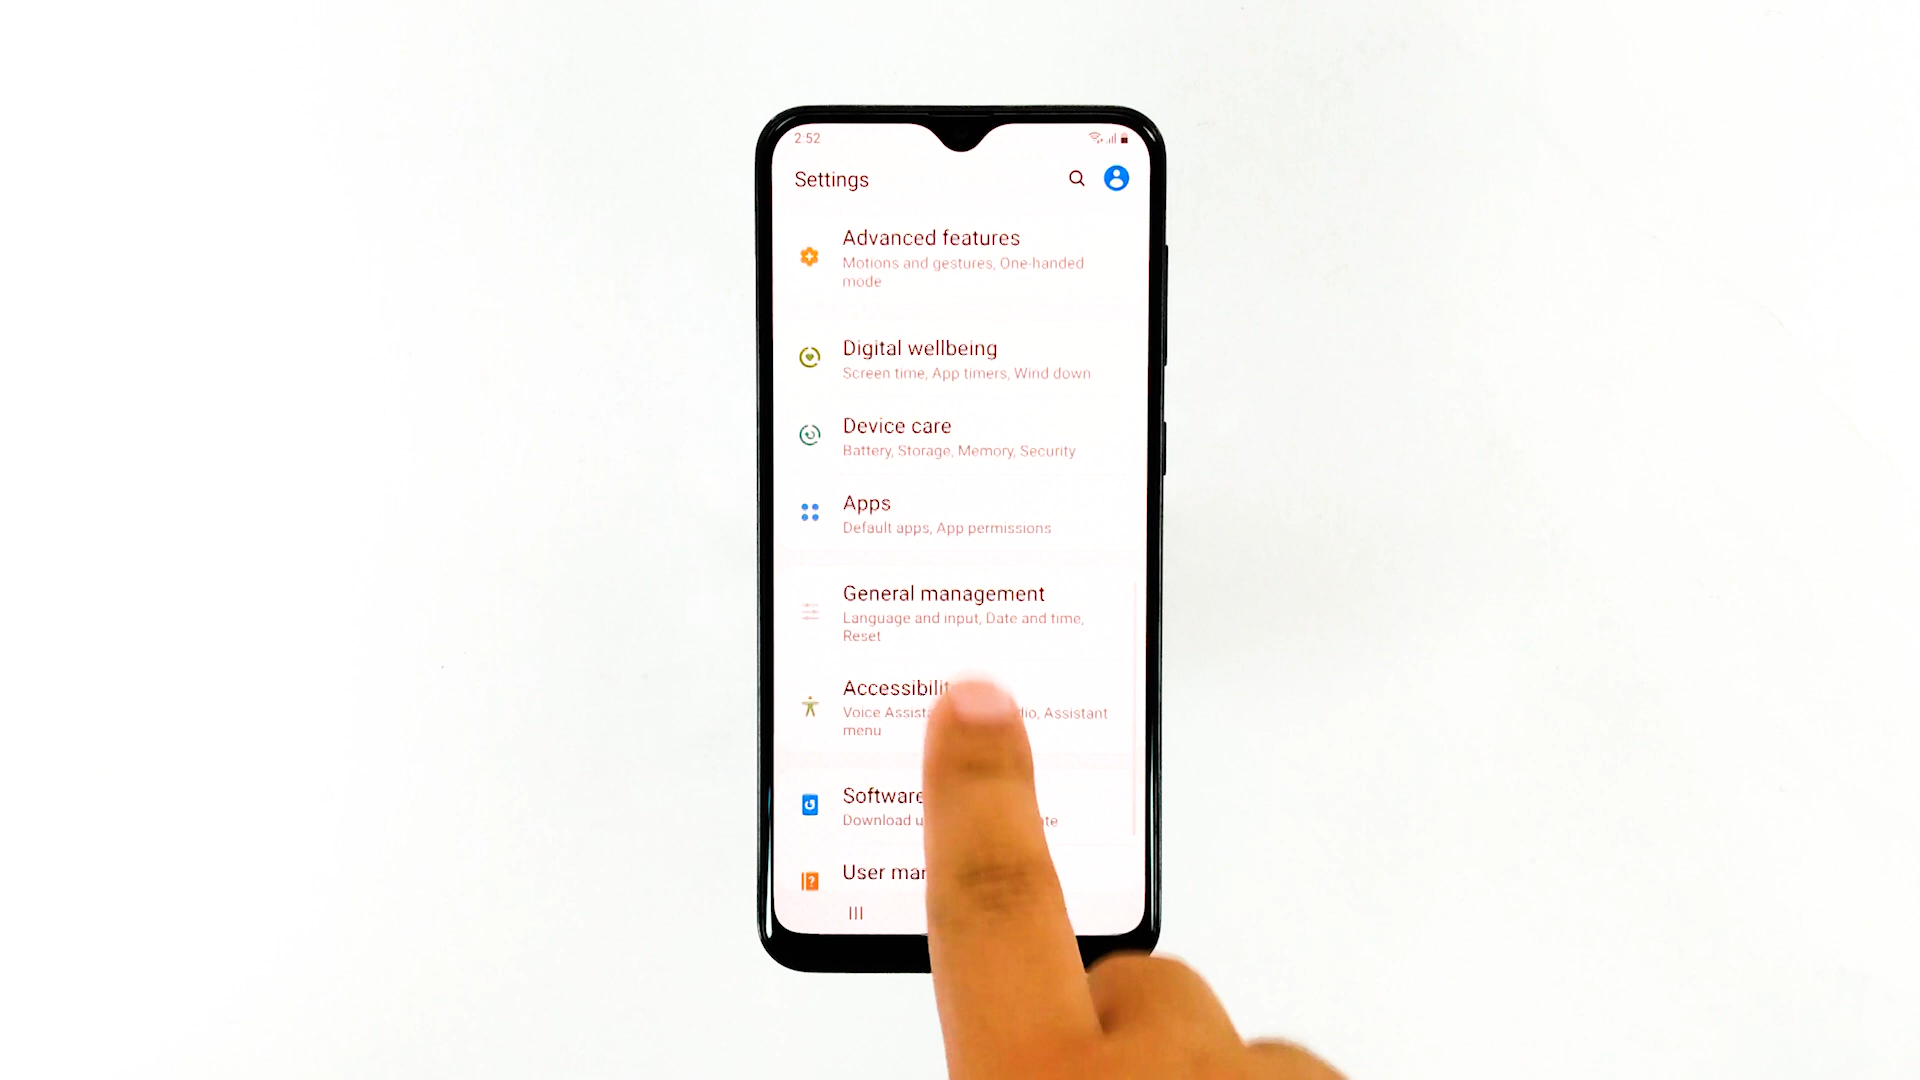 2:52
Settings
Advanced features
Motions and gestures, One-handed
mode
Digital wellbeing
Screen time, App timers, Wind down
Device care
Battery, Storage, Memory, Security
Apps
Default apps, App permissions
General management
Language and input, Date and time,
Reset
Accessibilit
Voice Assista dio, Assistant
menu
Software
Download u te
User man